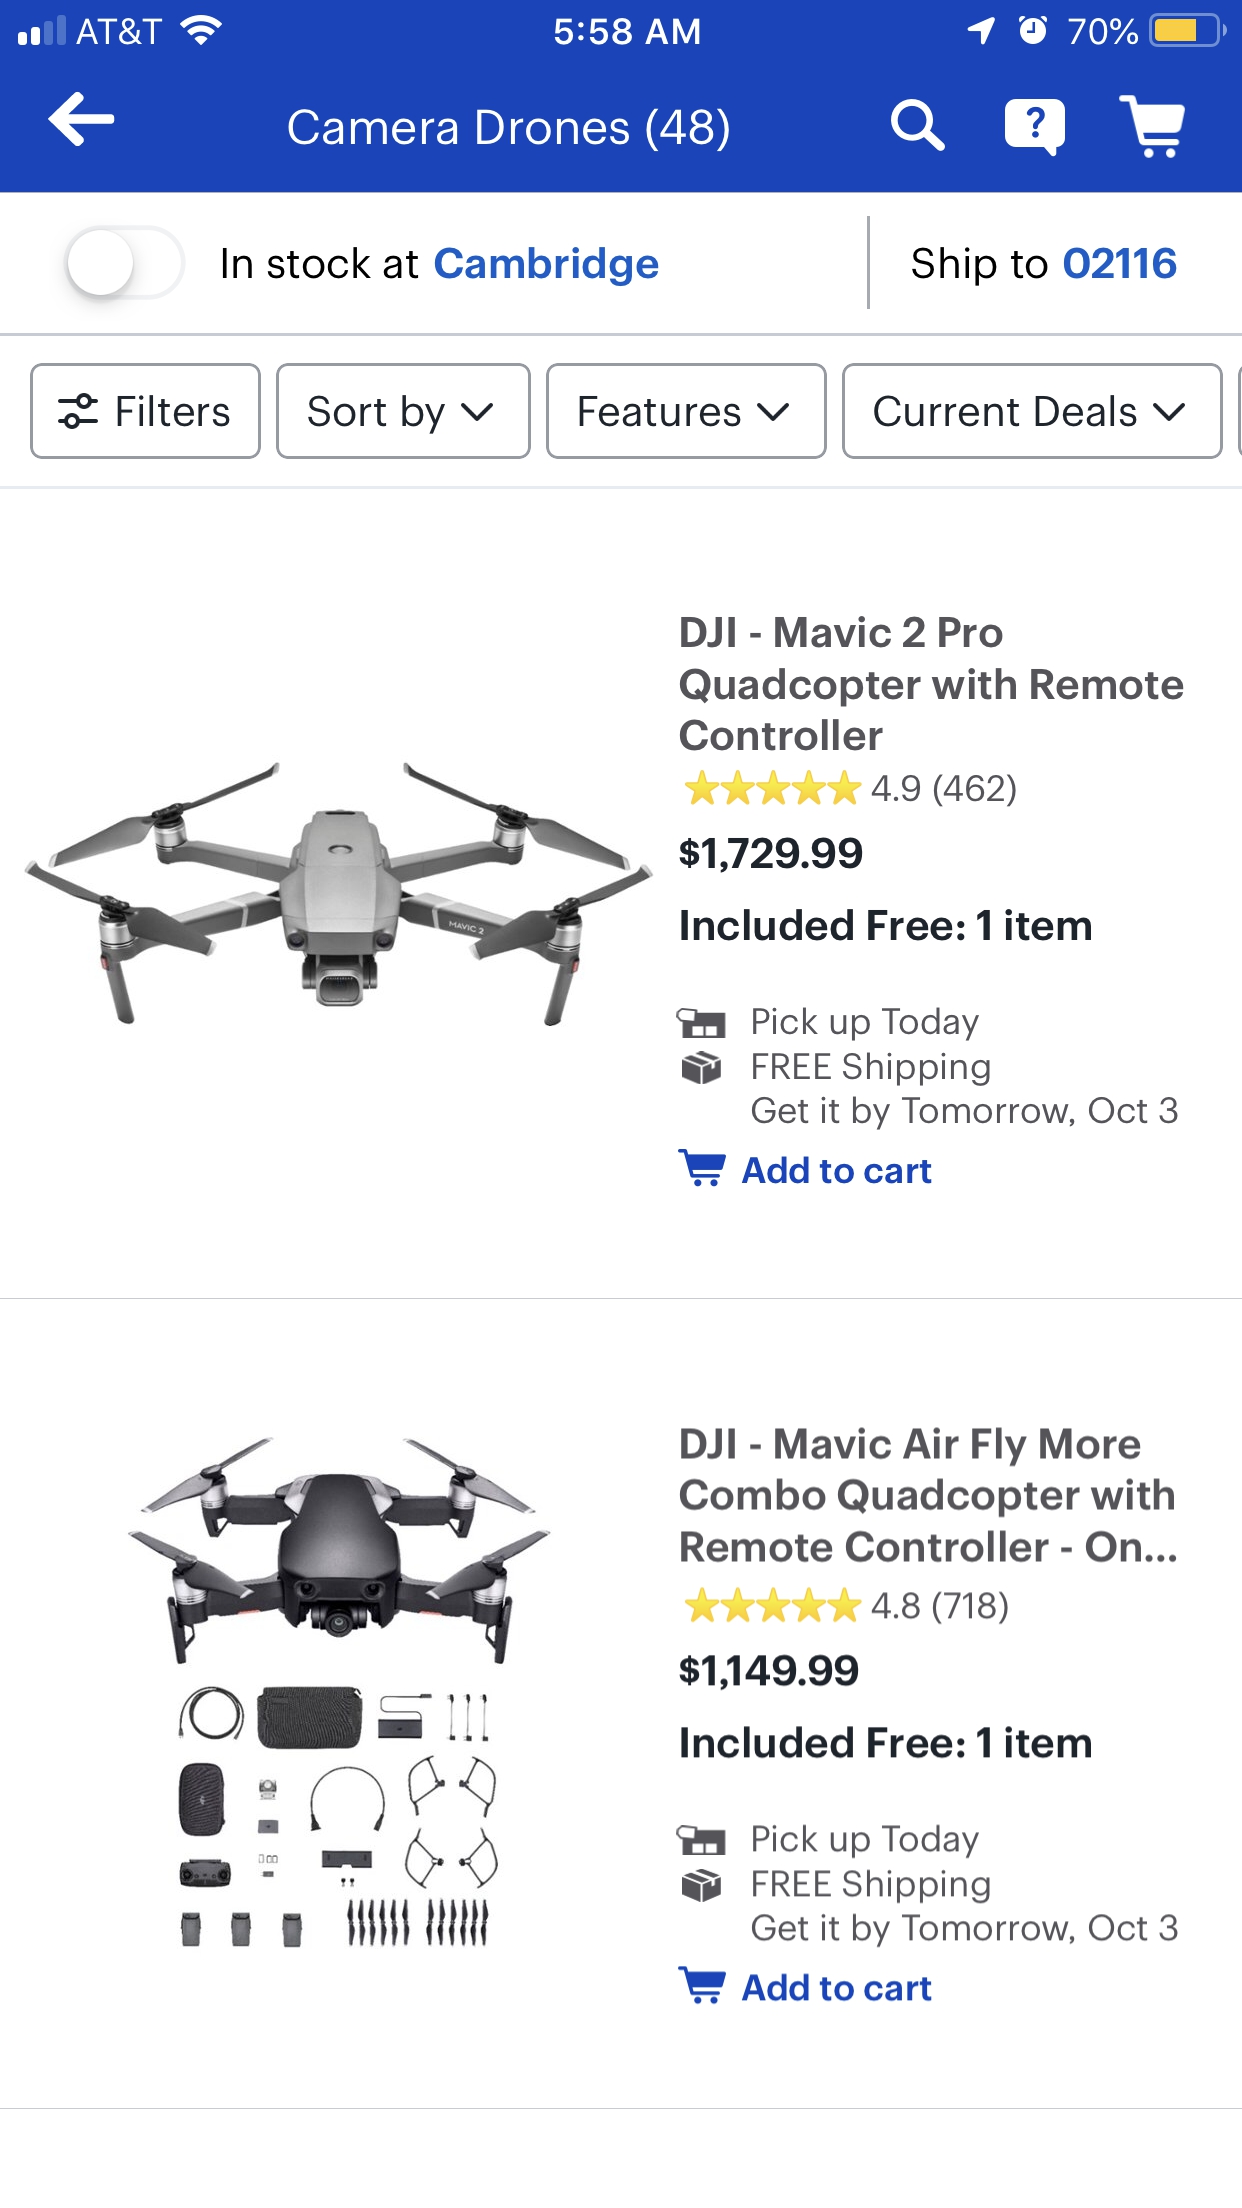 AT&T 5:58 AM 70%
Camera Drones (48)
In stock at Cambridge
Ship to 02116
Filters
Sort by
Features
Current Deals
DJI - Mavic 2 Pro
Quadcopter with Remote
Controller
4.9 (462)
$1,729.99
Included Free: 1 item
Pick up Today
FREE Shipping
Get it by Tomorrow, Oct 3
Add to cart
MAVIC 2
DJI - Mavic Air Fly More
Combo Quadcopter with
Remote Controller - On...
4.8 (718)
$1,149.99
Included Free: 1 item
Pick up Today
FREE Shipping
Get it by Tomorrow, Oct 3
Add to cart